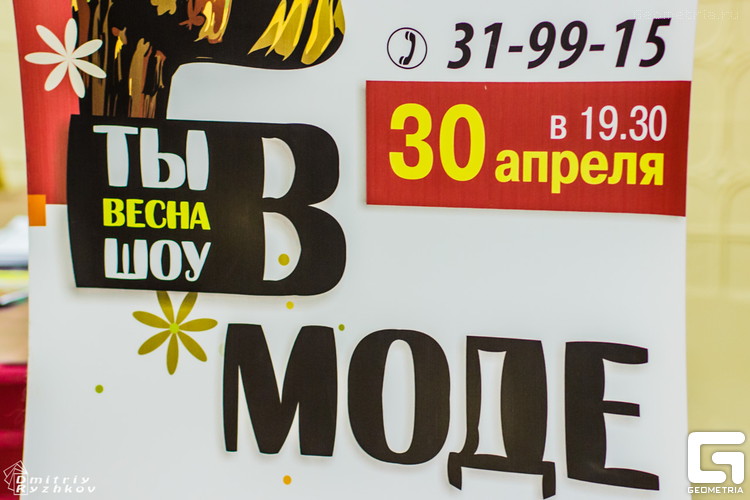 31-99-15
30 апреля
в 19.30
ТЫ
ВЕСНА
ШОУ
В
МОДЕ
Dmitriy
Ryzhkov
G
GEOMETRIA